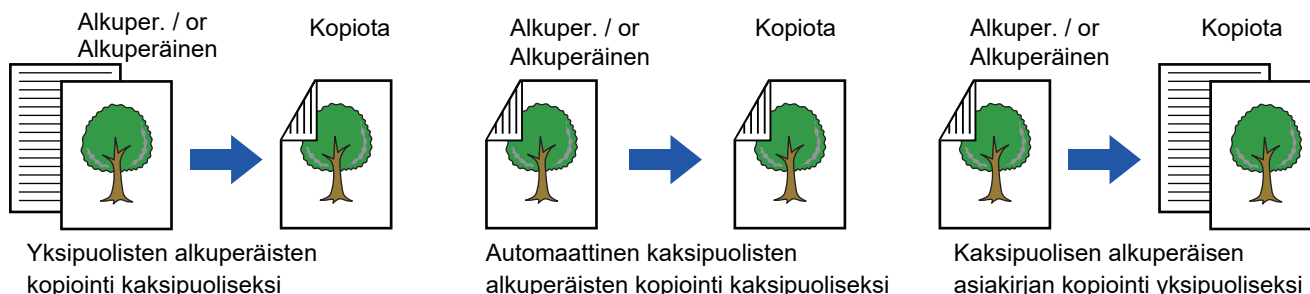 Alkuper. / or
Alkuperäinen
Kopiota
Yksipuolisten alkuperäisten
kopiointi kaksipuoliseksi
Alkuper. / or
Alkuperäinen
Kopiota
Automaattinen kaksipuolisten
alkuperäisten kopiointi kaksipuoliseksi
Alkuper. / or
Alkuperäinen
Kopiota
Kaksipuolisen alkuperäisen
asiakirjan kopiointi yksipuoliseksi